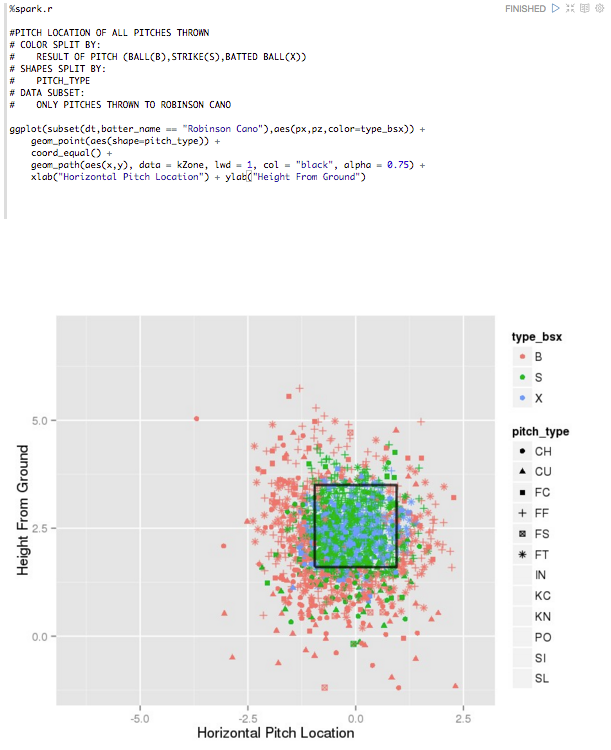 %spark.r
FINISHED
#PITCH LOCATION OF ALL PITCHES THROWN
# COLOR SPLIT BY:
#    RESULT OF PITCH (BALL(B),STRIKE(S),BATTED BALL(X))
# SHAPES SPLIT BY:
#    PITCH_TYPE
# DATA SUBSET:
#    ONLY PITCHES THROWN TO ROBINSON CANO
ggplot(subset(dt,batter_name == "Robinson Cano"),aes(px,pz,color=type_bsx)) +
    geom_point(aes(shape=pitch_type)) +
    coord_equal() +
    geom_path(aes(x,y), data = kZone, lwd = 1, col = "black", alpha = 0.75) +
    xlab("Horizontal Pitch Location") + ylab("Height From Ground")
type_bsx
B
S
X
pitch_type
CH
CU
FC
FF
FS
FT
IN
KC
KN
PO
SI
SL
Height From Ground
5.0
2.5
0.0
-5.0 -2.5 0.0 2.5
Horizontal Pitch Location